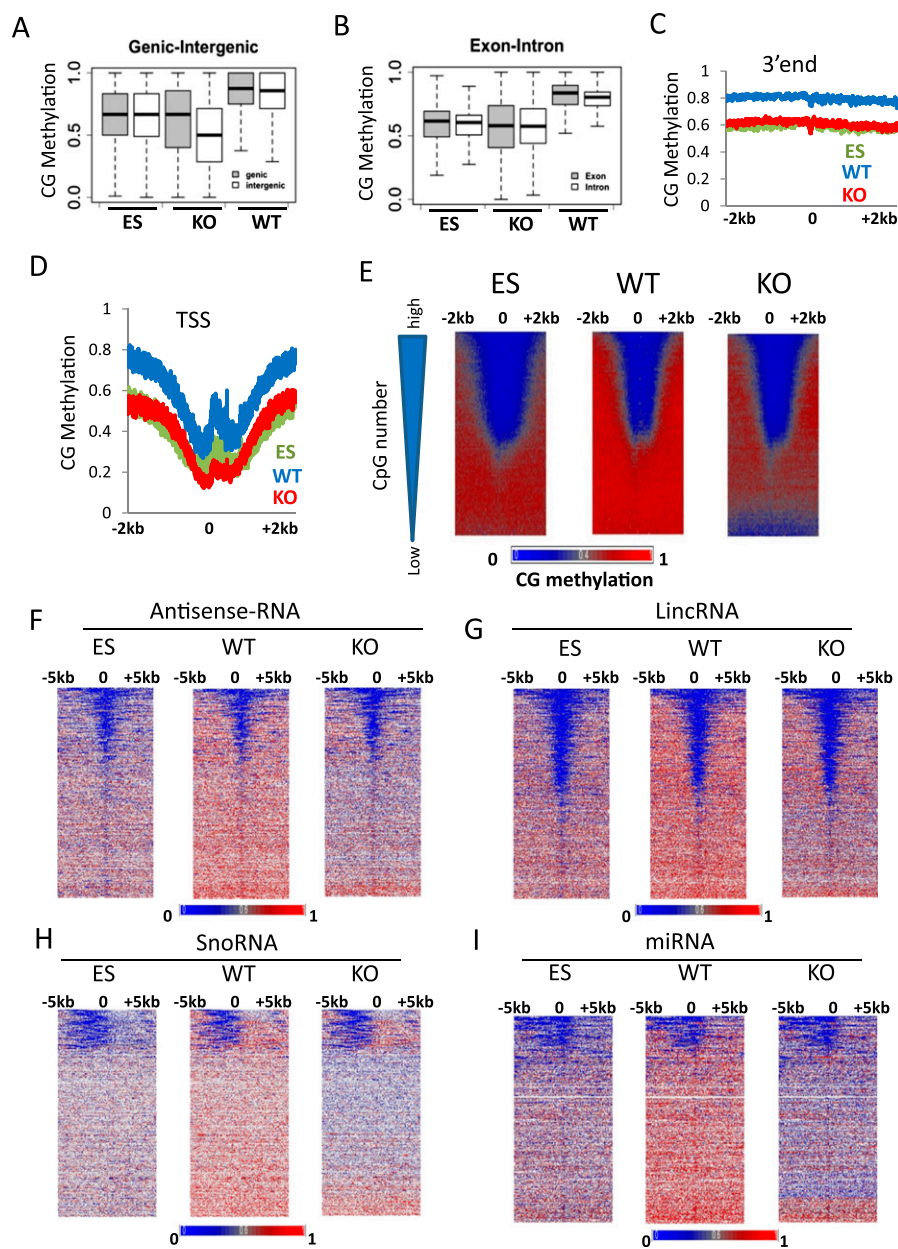 A
Genic-Intergenic
CG Methylation
0.0 0.5 1.0
genic
intergenic
ES KO WT
B
Exon-Intron
CG Methylation
0.0 0.5 1.0
Exon
Intron
ES KO WT
C
3'end
CG Methylation
1
0.8
0.6
0.4
0.2
0
ES
WT
KO
-2kb 0 +2kb
D
TSS
CG Methylation
1
0.8
0.6
0.4
0.2
0
ES
WT
KO
-2kb 0 +2kb
E
ES WT KO
-2kb 0 +2kb -2kb 0 +2kb -2kb 0 +2kb
high
CpG number
Low
0 1
CG methylation
F
Antisense-RNA
ES WT KO
-5kb 0 +5kb -5kb 0 +5kb -5kb 0 +5kb
0 1
G
LincRNA
ES WT KO
-5kb 0 +5kb -5kb 0 +5kb -5kb 0 +5kb
0 1
H
SnoRNA
ES WT KO
-5kb 0 +5kb -5kb 0 +5kb -5kb 0 +5kb
0 1
I
miRNA
ES WT KO
-5kb 0 +5kb -5kb 0 +5kb -5kb 0 +5kb
0 1